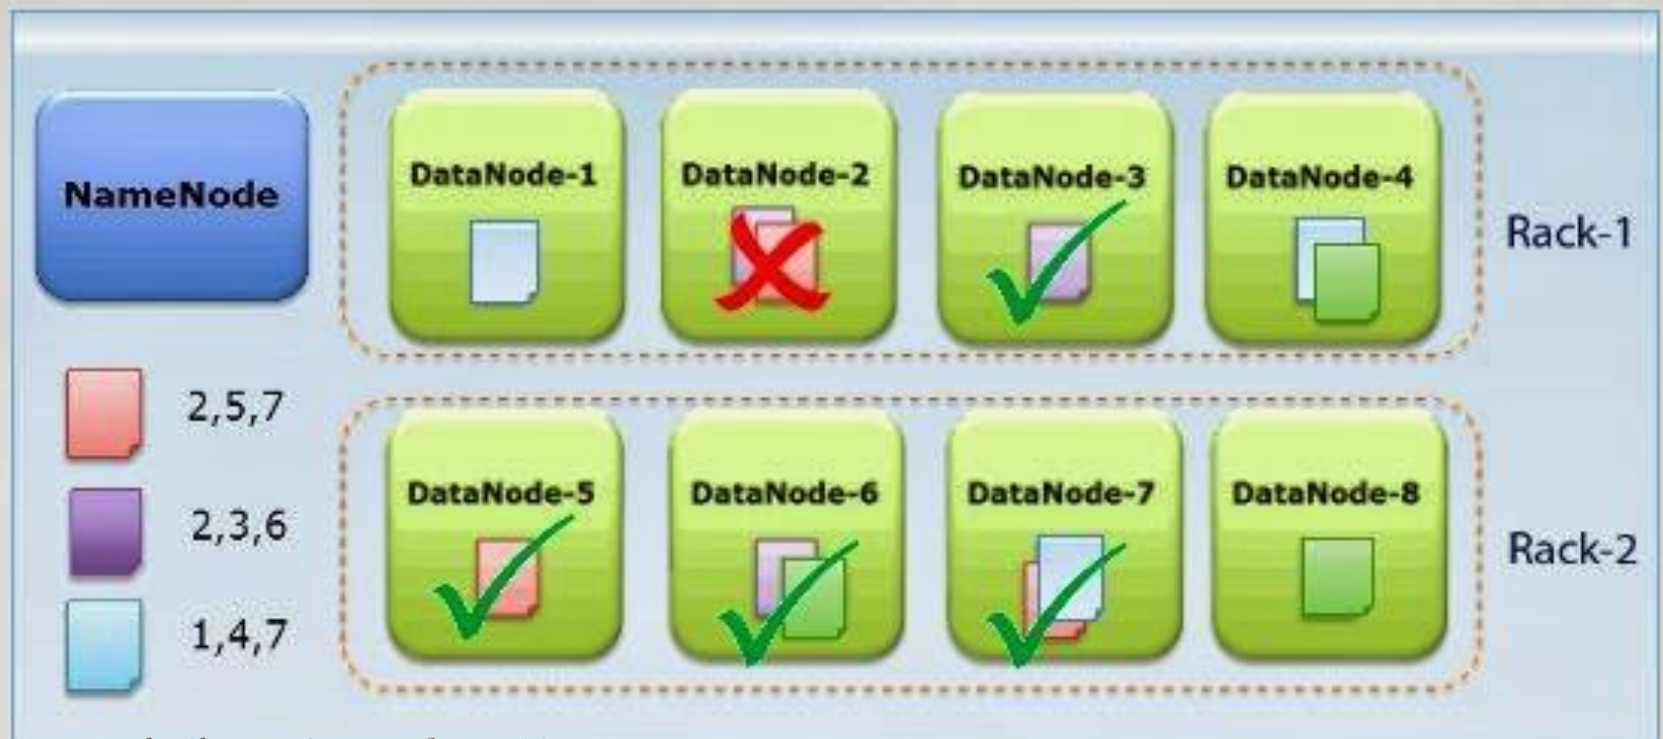 NameNode
DataNode-1
DataNode-2
DataNode-3
DataNode-4
Rack-1
2,5,7
2,3,6
1,4,7
DataNode-5
DataNode-6
DataNode-7
DataNode-8
Rack-2